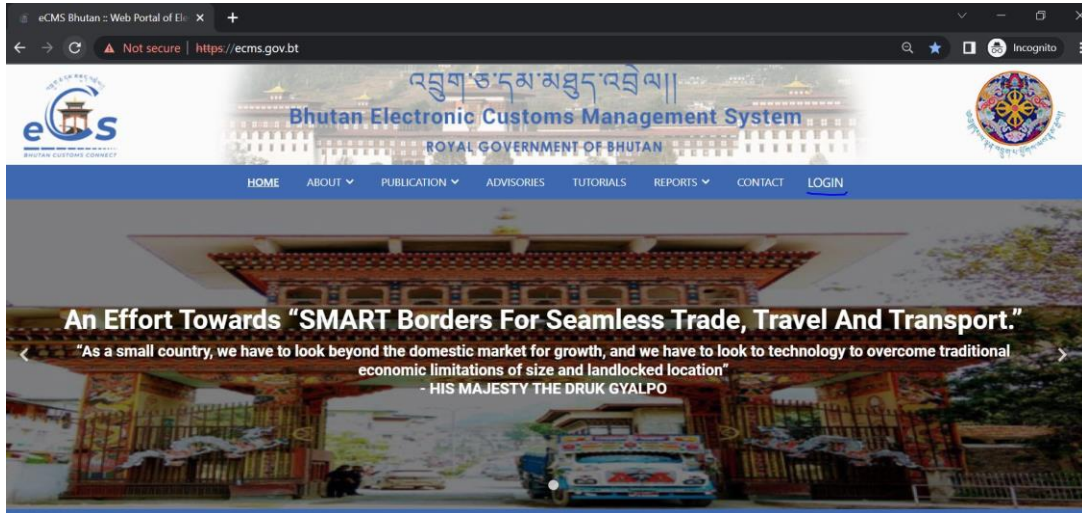 eCMS Bhutan :: Web Portal of Ele
Not secure | https://ecms.gov.bt
Incognito
eCS
BHUTAN CUSTOMS CONNECT
འབྲུག་ཅ་དམ་མཐུད་འབྲེལ།།
Bhutan Electronic Customs Management System
ROYAL GOVERNMENT OF BHUTAN
HOME ABOUT PUBLICATION ADVISORIES TUTORIALS REPORTS CONTACT LOGIN
An Effort Towards “SMART Borders For Seamless Trade, Travel And Transport.”
“As a small country, we have to look beyond the domestic market for growth, and we have to look to technology to overcome traditional
economic limitations of size and landlocked location”
- HIS MAJESTY THE DRUK GYALPO